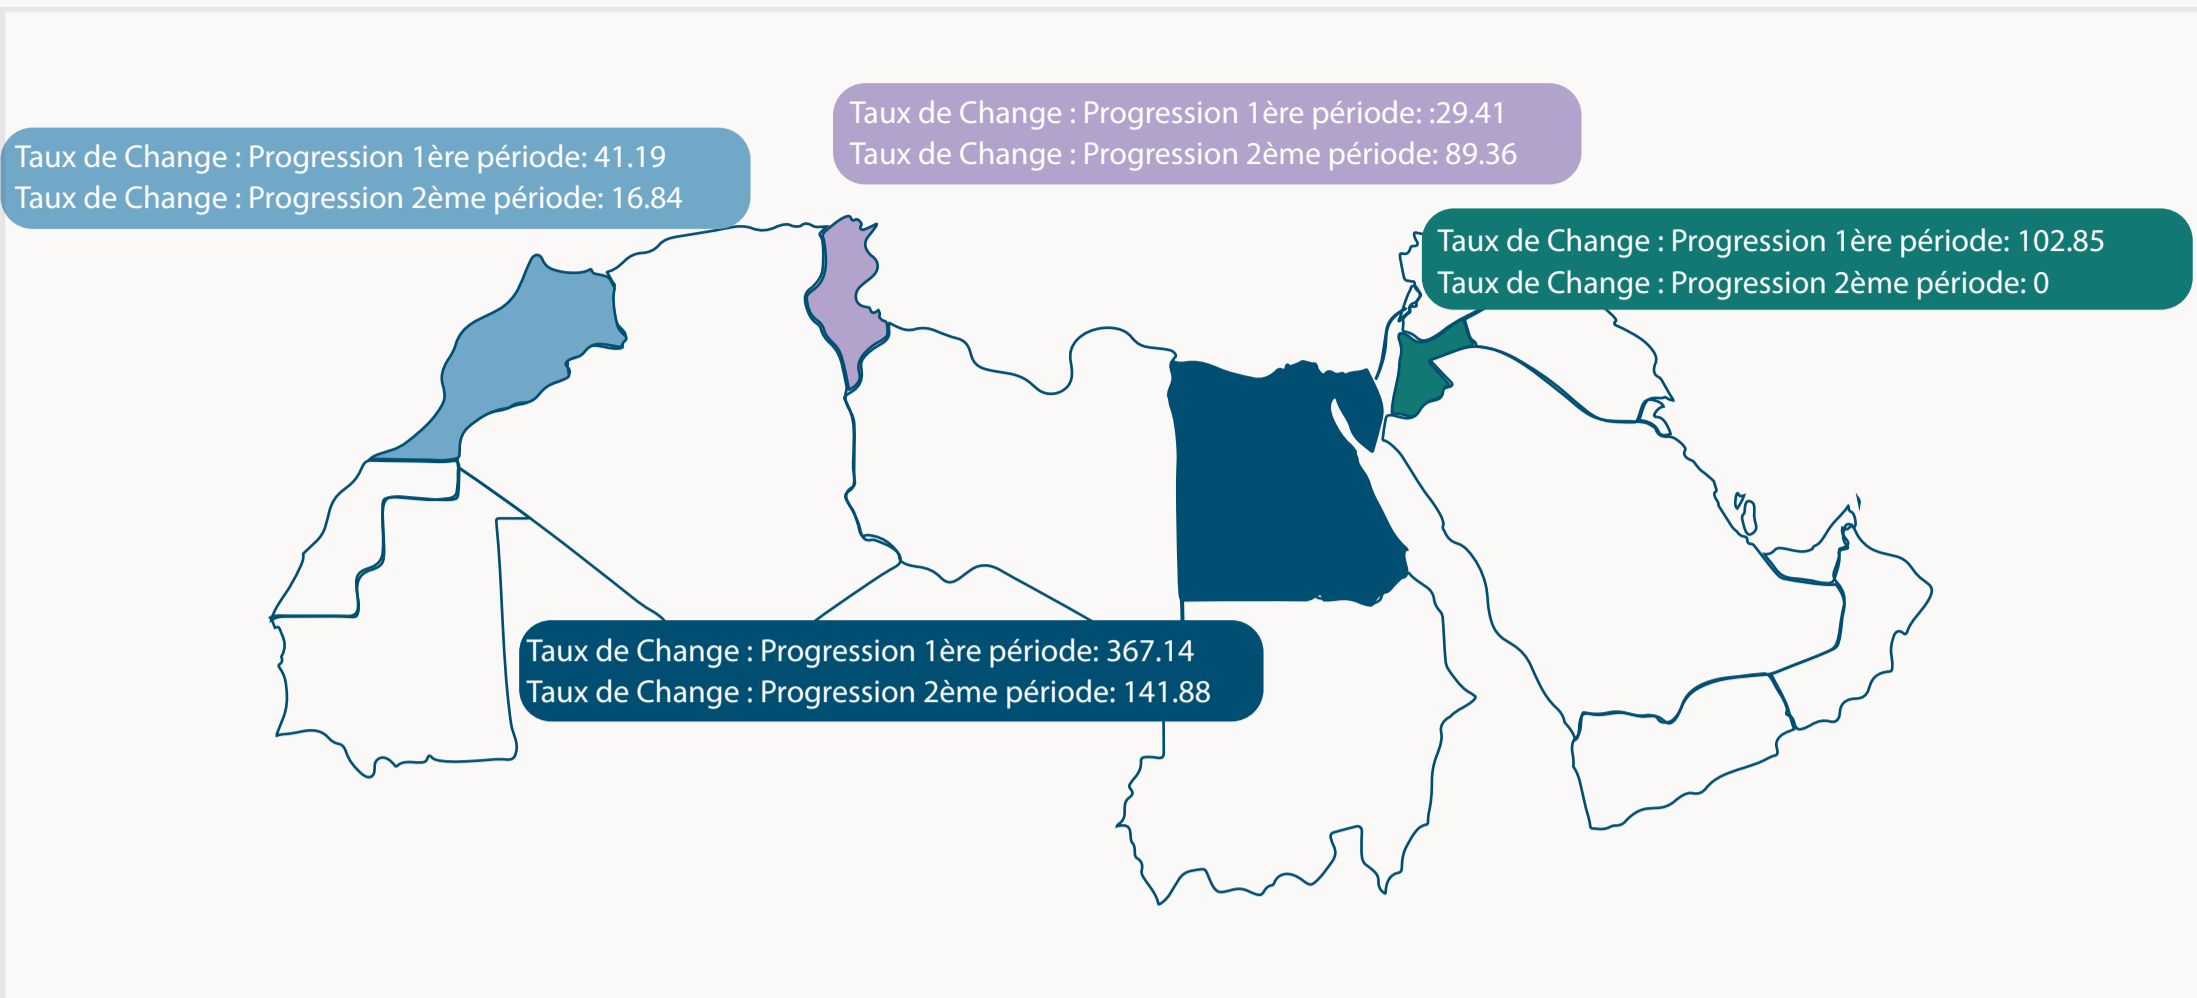 Taux de Change : Progression 1ère période: 41.19
Taux de Change : Progression 2ème période: 16.84
Taux de Change : Progression 1ère période: :29.41
Taux de Change : Progression 2ème période: 89.36
Taux de Change : Progression 1ère période: 102.85
Taux de Change : Progression 2ème période: 0
Taux de Change : Progression 1ère période: 367.14
Taux de Change : Progression 2ème période: 141.88